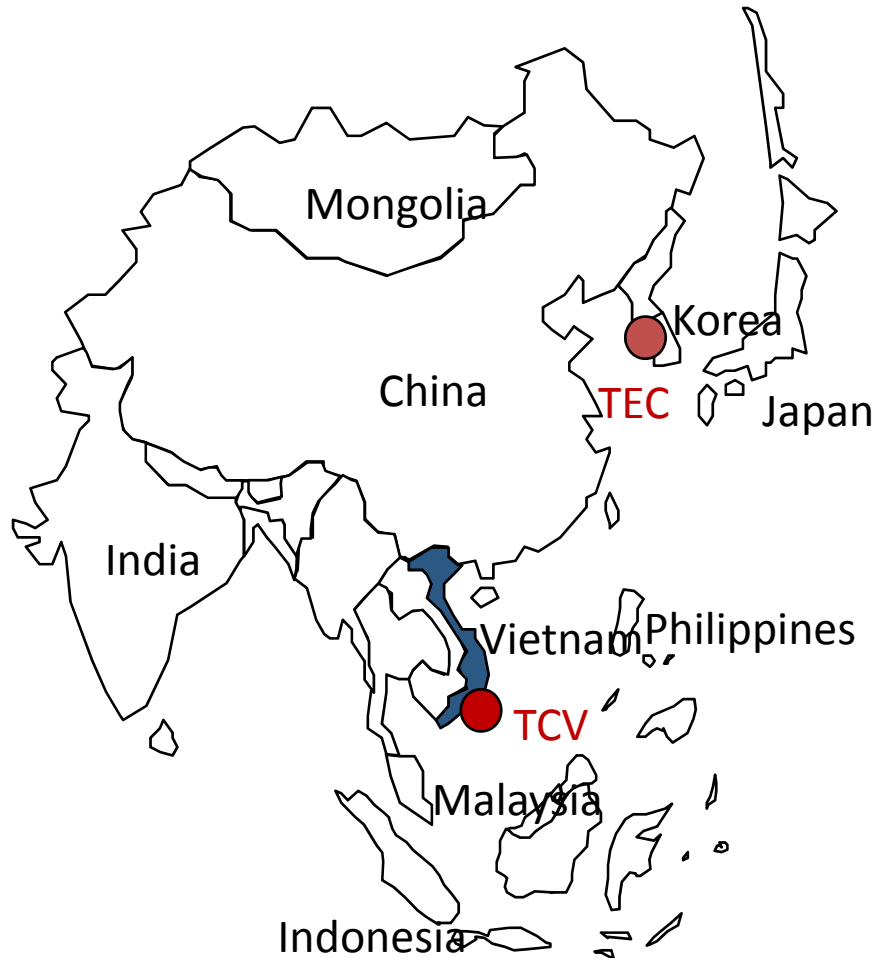 Mongolia
Korea
China
TEC
Japan
India
Vietnam
Philippines
TCV
Malaysia
Indonesia